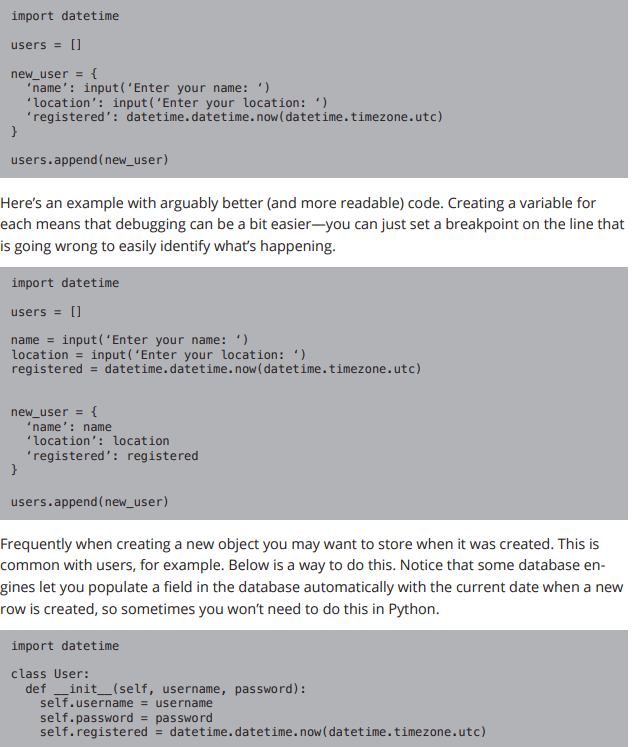 import datetime
users = []
new_user = {
‘name’: input(‘Enter your name: ‘)
‘location’: input(‘Enter your location: ‘)
‘registered’: datetime.datetime.now(datetime.timezone.utc)
}
users.append(new_user)
Here’s an example with arguably better (and more readable) code. Creating a variable for
each means that debugging can be a bit easier—you can just set a breakpoint on the line that
is going wrong to easily identify what’s happening.
import datetime
users = []
name = input(‘Enter your name: ‘)
location = input(‘Enter your location: ‘)
registered = datetime.datetime.now(datetime.timezone.utc)
new_user = {
‘name’: name
‘location’: location
‘registered’: registered
}
users.append(new_user)
Frequently when creating a new object you may want to store when it was created. This is
common with users, for example. Below is a way to do this. Notice that some database en-
gines let you populate a field in the database automatically with the current date when a new
row is created, so sometimes you won’t need to do this in Python.
import datetime
class User:
def __init__(self, username, password):
self.username = username
self.password = password
self.registered = datetime.datetime.now(datetime.timezone.utc)